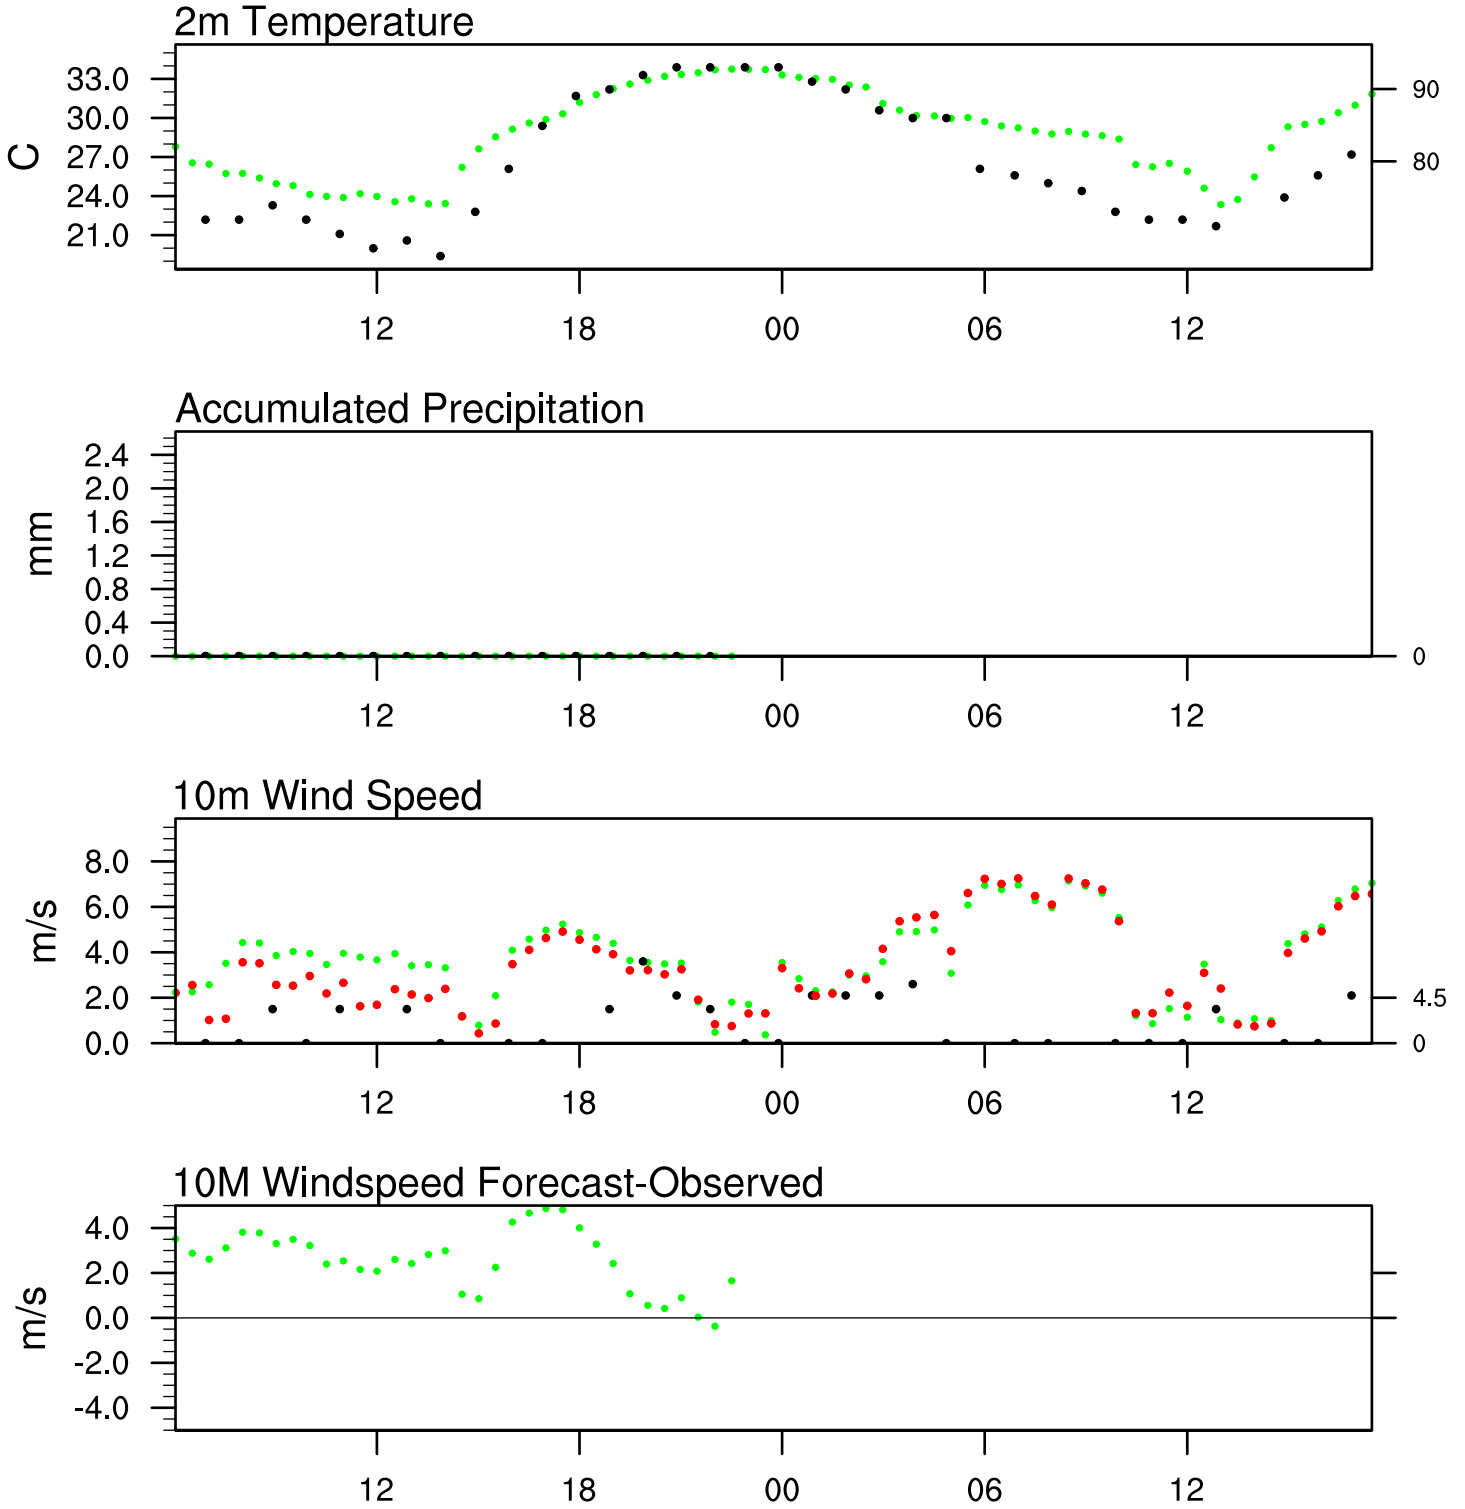 2m Temperature
C
33.0
30.0
27.0
24.0
21.0
90
80
12 18 00 06 12
Accumulated Precipitation
mm
2.4
2.0
1.6
1.2
0.8
0.4
0.0
0
12 18 00 06 12
10m Wind Speed
m/s
8.0
6.0
4.0
2.0
0.0
4.5
0
12 18 00 06 12
10M Windspeed Forecast-Observed
m/s
4.0
2.0
0.0
-2.0
-4.0
12 18 00 06 12